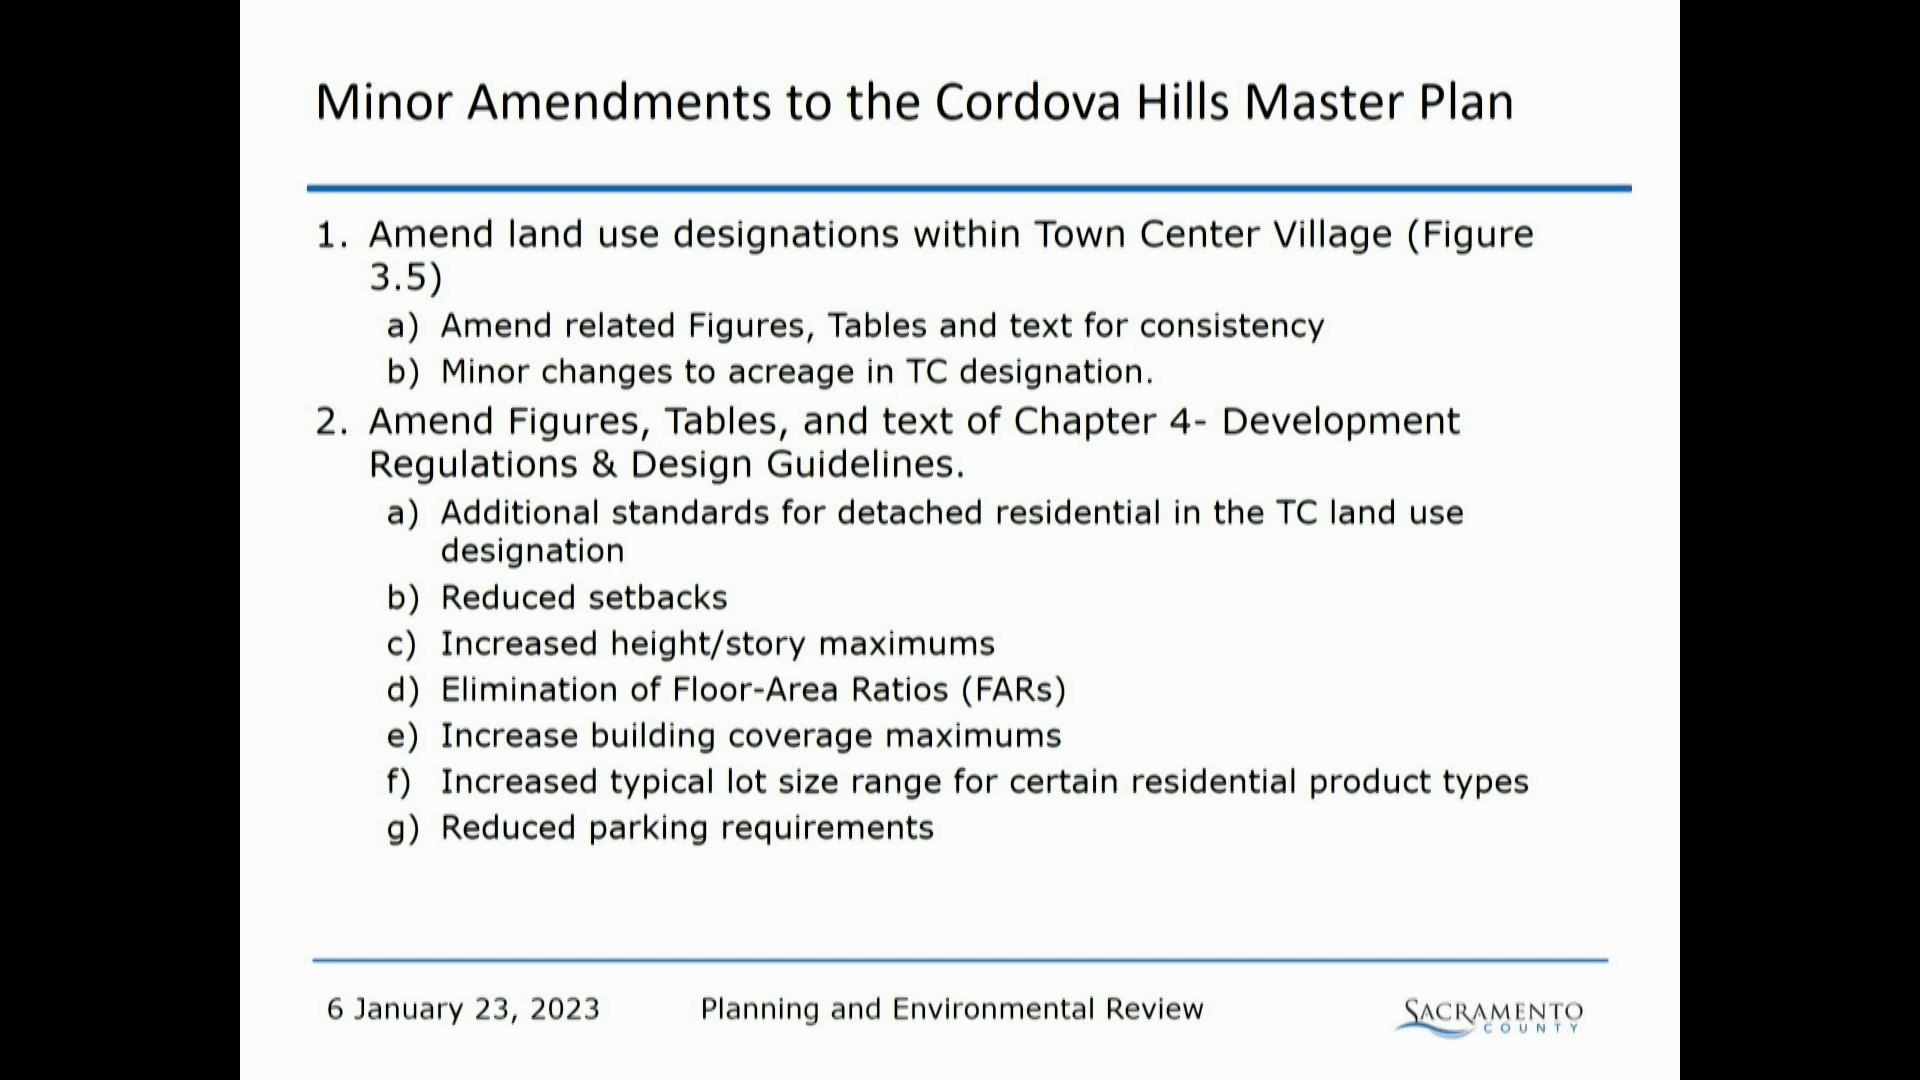 Minor Amendments to the Cordova Hills Master Plan
1. Amend land use designations within Town Center Village (Figure
3.5)
a) Amend related Figures, Tables and text for consistency
b) Minor changes to acreage in TC designation.
2. Amend Figures, Tables, and text of Chapter 4- Development
Regulations & Design Guidelines.
a) Additional standards for detached residential in the TC land use
designation
b) Reduced setbacks
c) Increased height/story maximums
d) Elimination of Floor-Area Ratios (FARs)
e) Increase building coverage maximums
f) Increased typical lot size range for certain residential product types
g) Reduced parking requirements
6 January 23, 2023 Planning and Environmental Review
SACRAMENTO
COUNTY